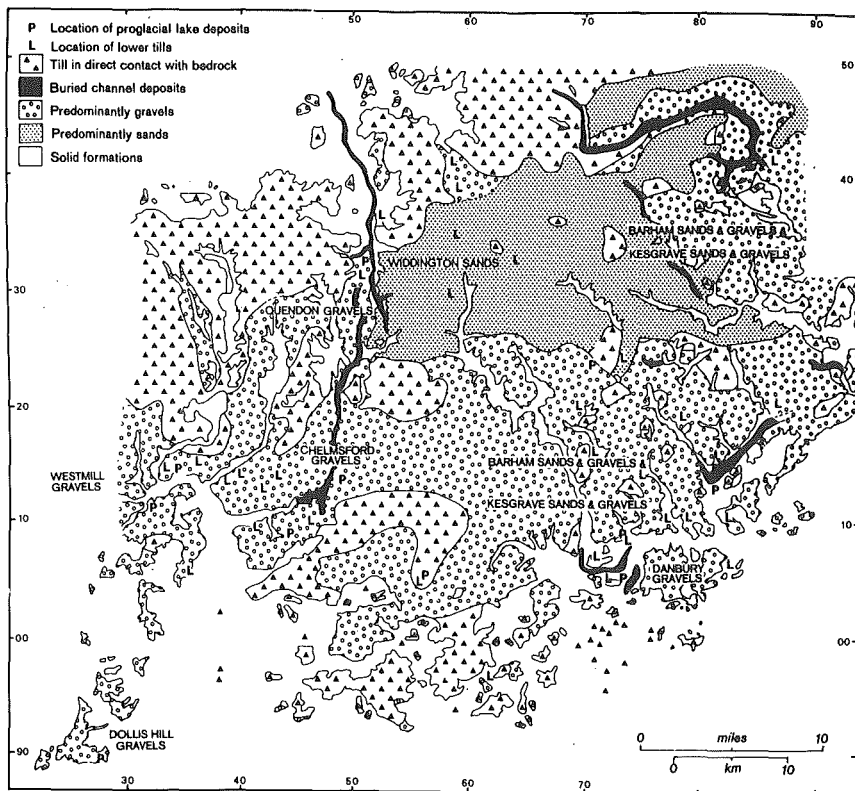 40 50 60 70 80 90
P Location of proglacial lake deposits
L Location of lower tills
Till in direct contact with bedrock
Buried channel deposits
Predominantly gravels
Predominantly sands
Solid formations
50
40
30
20
10
00
90
50
40
00
10
BARHAM SANDS & GRAVELS &
KESGRAVE SANDS & GRAVELS
WIDDINGTON SANDS
QUENDON GRAVELS
CHELMSFORD
GRAVELS
WESTMILL
GRAVELS
BARHAM SANDS & GRAVELS &
KESGRAVE SANDS & GRAVELS
DANBURY
GRAVELS
DOLLIS HILL
GRAVELS
0 miles 10
0 km 10
30 40 50 60 70